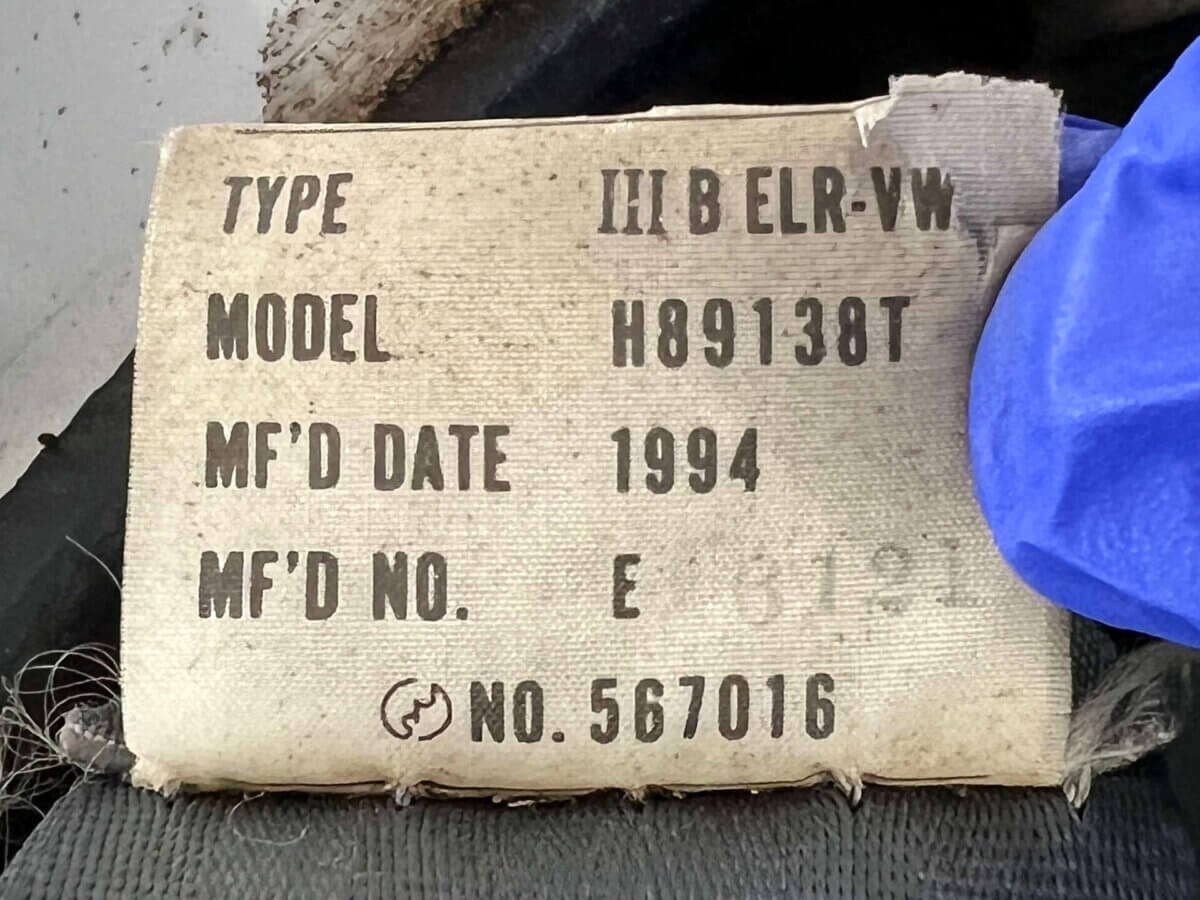 TYPE III B ELR-VW
MODEL H89138T
MF'D DATE 1994
MF'D NO. E
NO. 567016